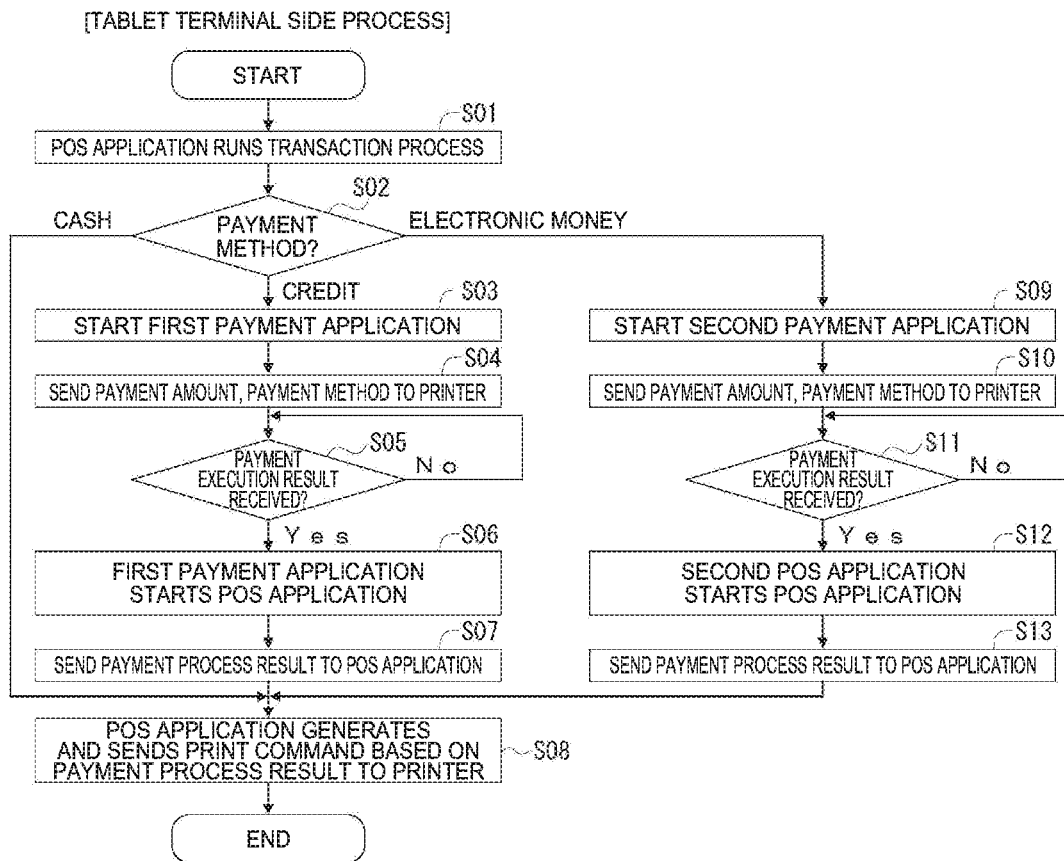 [TABLET TERMINAL SIDE PROCESS]
START
S01
POS APPLICATION RUNS TRANSACTION PROCESS
S02
CASH
PAYMENT
METHOD?
ELECTRONIC MONEY
CREDIT
S03
START FIRST PAYMENT APPLICATION
S04
SEND PAYMENT AMOUNT, PAYMENT METHOD TO PRINTER
S05
PAYMENT
EXECUTION RESULT
RECEIVED?
No
Yes
S06
FIRST PAYMENT APPLICATION
STARTS POS APPLICATION
S07
SEND PAYMENT PROCESS RESULT TO POS APPLICATION
S09
START SECOND PAYMENT APPLICATION
S10
SEND PAYMENT AMOUNT, PAYMENT METHOD TO PRINTER
S11
PAYMENT
EXECUTION RESULT
RECEIVED?
No
Yes
S12
SECOND POS APPLICATION
STARTS POS APPLICATION
S13
SEND PAYMENT PROCESS RESULT TO POS APPLICATION
POS APPLICATION GENERATES
AND SENDS PRINT COMMAND BASED ON
PAYMENT PROCESS RESULT TO PRINTER
S08
END